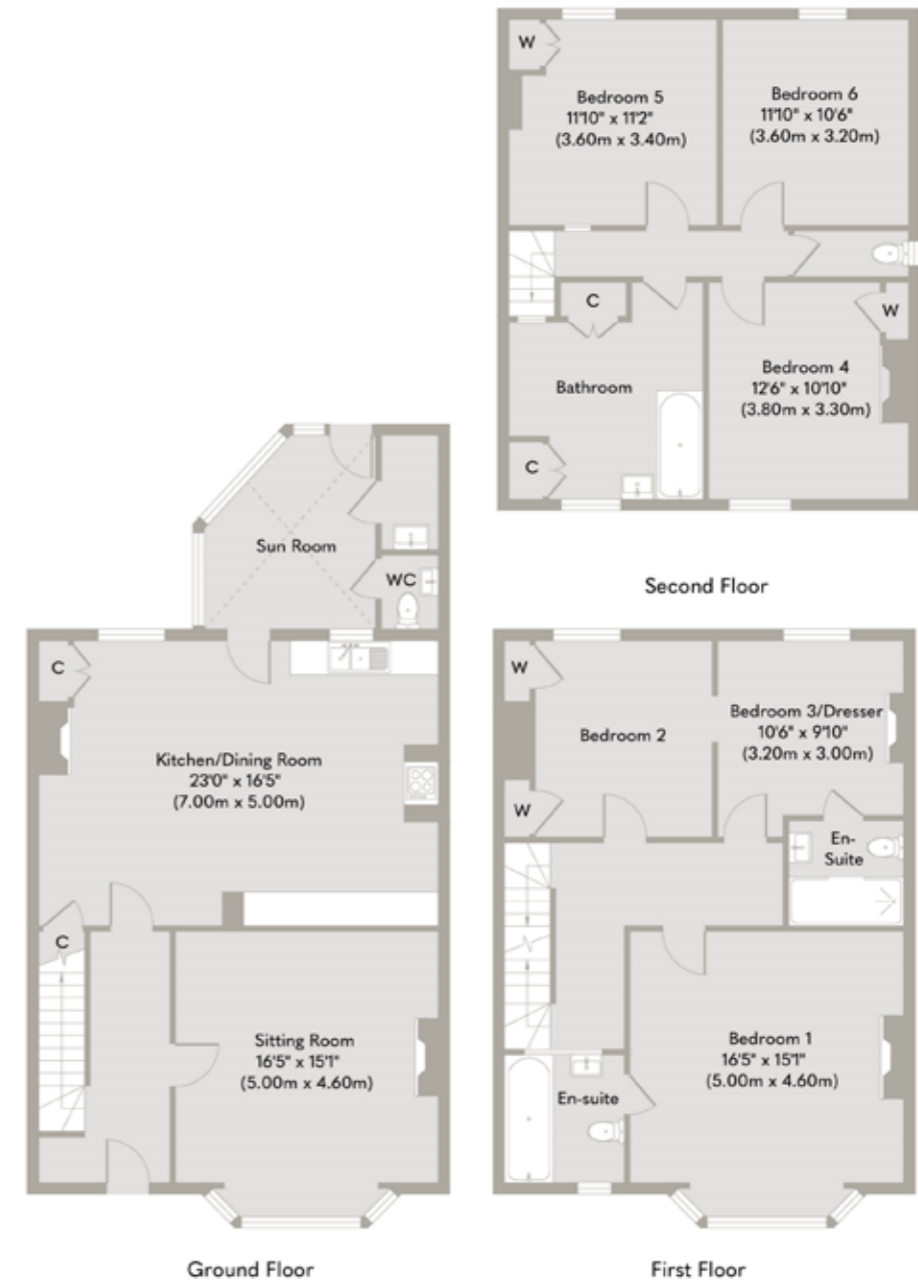 W
Bedroom 5
11'10" x 11'2"
(3.60m x 3.40m)
Bedroom 6
11'10" x 10'6"
(3.60m x 3.20m)
C
W
Bathroom
Bedroom 4
12'6" x 10'10"
(3.80m x 3.30m)
C
Second Floor
Sun Room
WC
C
Kitchen/Dining Room
23'0" x 16'5"
(7.00m x 5.00m)
C
Sitting Room
16'5" x 15'1"
(5.00m x 4.60m)
Ground Floor
W
Bedroom 2
Bedroom 3/Dresser
10'6" x 9'10"
(3.20m x 3.00m)
W
En-
Suite
Bedroom 1
16'5" x 15'1"
(5.00m x 4.60m)
En-suite
First Floor